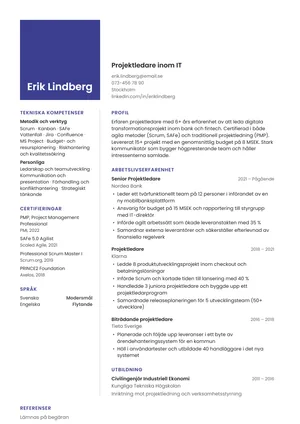 Erik Lindberg
Projektledare inom IT
erik.lindberg@email.se
073-456 78 90
Stockholm
linkedin.com/in/eriklindberg
TEKNISKA KOMPETENSER
Metodik och verktyg
Scrum · Kanban · SAFe
Vattenfall · Jira · Confluence
MS Project · Budget- och
resursplanering · Riskhantering
och kvalitetssäkring
Personliga
Ledarskap och teamutveckling
Kommunikation och
presentation · Förhandling och
konflikthantering · Strategiskt
tänkande
CERTIFIERINGAR
PMP, Project Management
Professional
PMI, 2022
SAFe 5.0 Agilist
Scaled Agile, 2021
Professional Scrum Master I
Scrum.org, 2019
PRINCE2 Foundation
Axelos, 2018
SPRÅK
Svenska Modersmål
Engelska Flytande
REFERENSER
Lämnas på begäran
PROFIL
Erfaren projektledare med 6+ års erfarenhet av att leda digitala
transformationsprojekt inom bank och fintech. Certifierad i både
agila metoder (Scrum, SAFe) och traditionell projektledning (PMP).
Levererat 15+ projekt med en genomsnittlig budget på 8 MSEK. Stark
kommunikatör som bygger högpresterande team och håller
intressenterna samlade.
ARBETSLIVSERFARENHET
Senior Projektledare 2021 – Pågående
Nordea Bank
• Leder ett tvärfunktionellt team på 12 personer i införandet av en
ny mobilbanksplattform
• Ansvarig för budget på 15 MSEK och rapportering till styrgrupp
med IT-direktör
• Införde agilt arbetssätt som ökade leveranstakten med 35 %
• Samordnar externa leverantörer och säkerställer efterlevnad av
finansiella regelverk
Projektledare 2018 – 2021
Klarna
• Ledde 8 produktutvecklingsprojekt inom checkout och
betalningslösningar
• Införde Scrum och kortade tiden till lansering med 40 %
• Handledde 3 juniora projektledare och byggde upp ett
projektledarprogram
• Samordnade releaseplaneringen för 5 utvecklingsteam (50+
utvecklare)
Biträdande projektledare 2016 – 2018
Tieto Sverige
• Planerade och följde upp leveranser i ett byte av
ärendehanteringssystem för en kommun
• Höll i användartester och utbildade 40 handläggare i det nya
systemet
UTBILDNING
Civilingenjör Industriell Ekonomi 2011 – 2016
Kungliga Tekniska Högskolan
Inriktning mot projektledning och verksamhetsstyrning